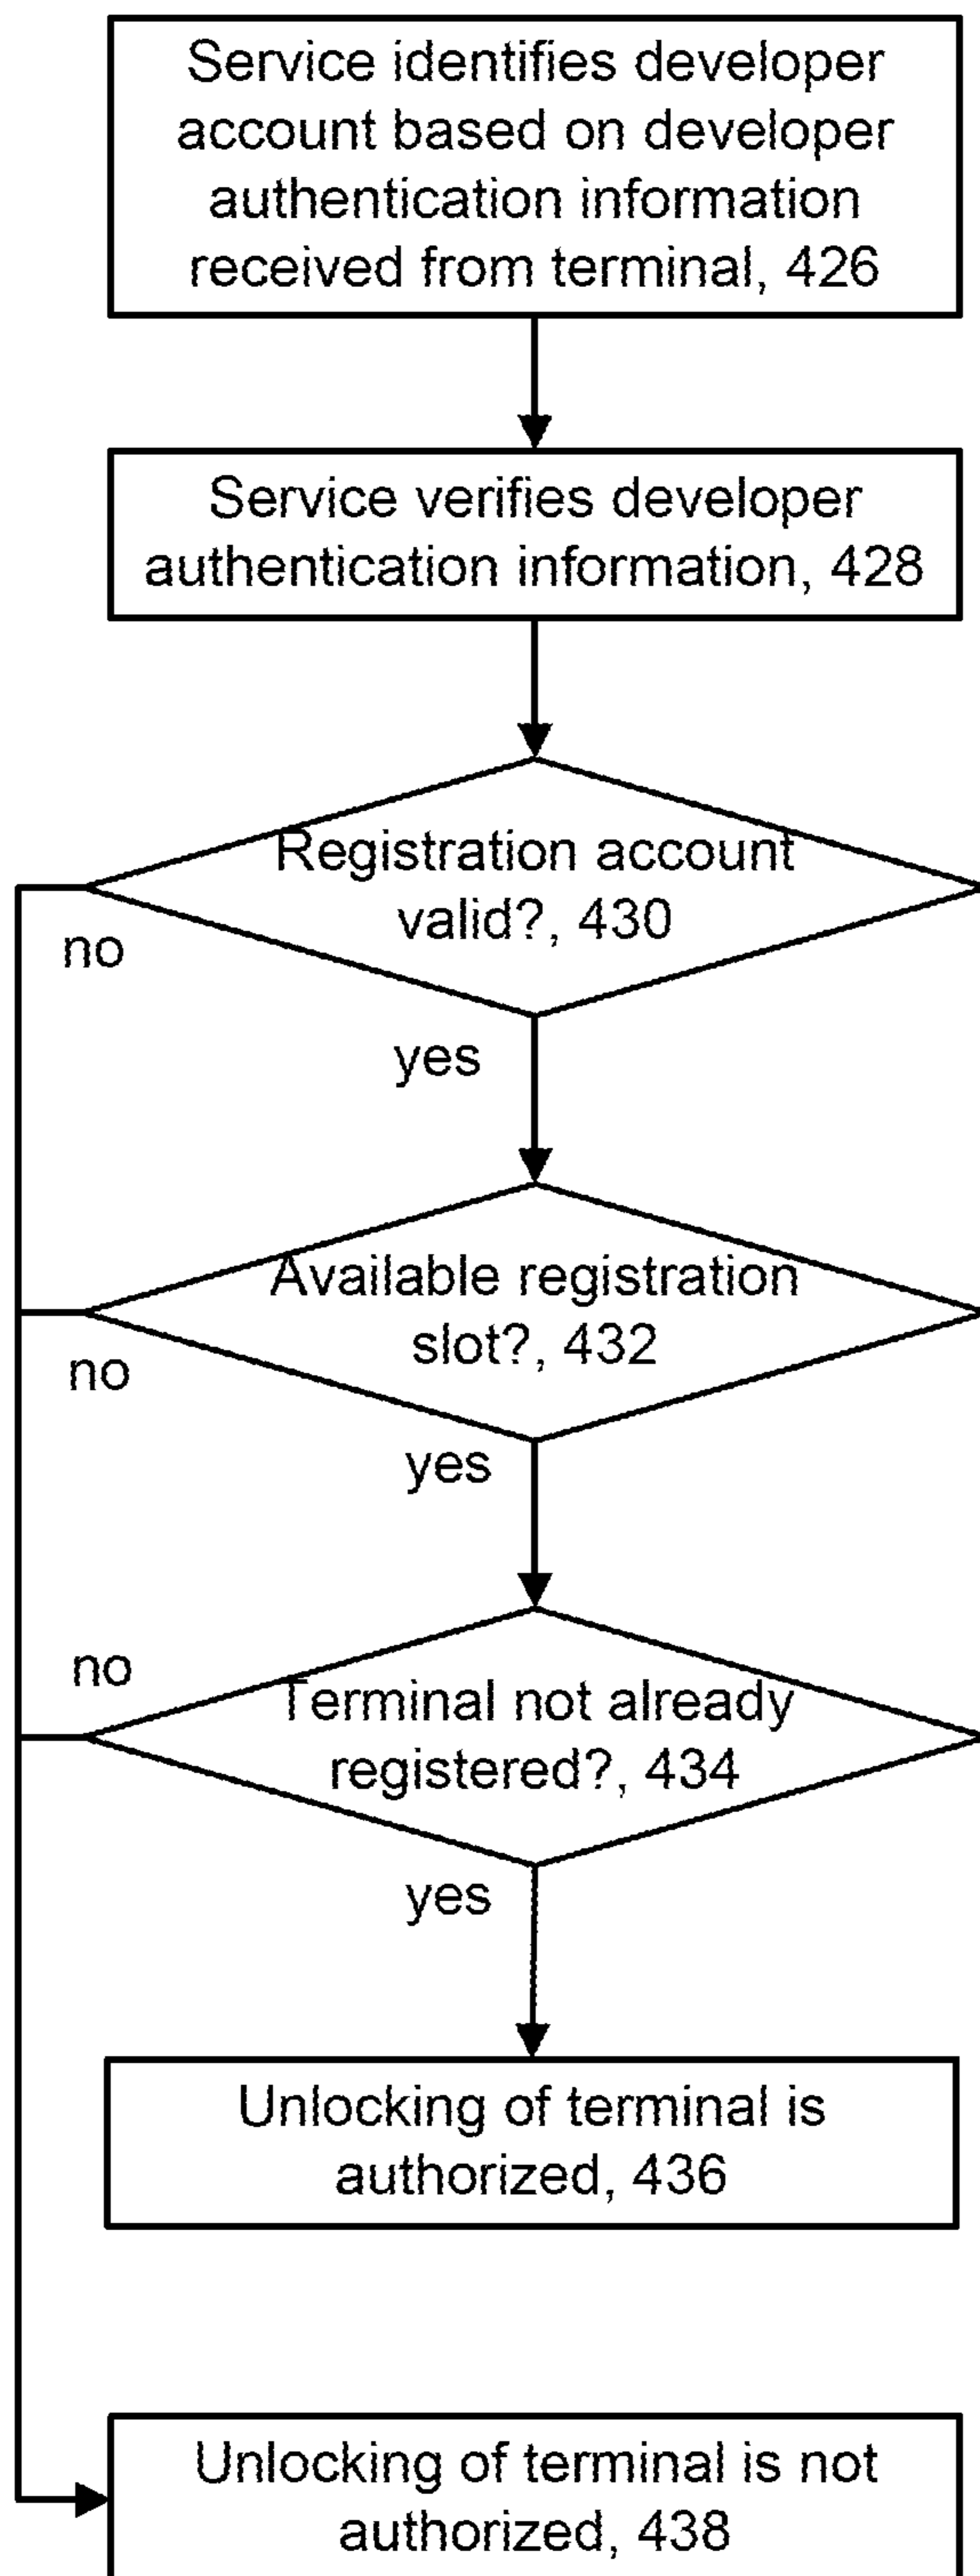 Service identifies developer
account based on developer
authentication information
received from terminal, 426
Service verifies developer
authentication information, 428
Registration account
valid?, 430
no
yes
Available registration
slot?, 432
no
yes
no
Terminal not already
registered?, 434
yes
Unlocking of terminal is
authorized, 436
Unlocking of terminal is not
authorized, 438